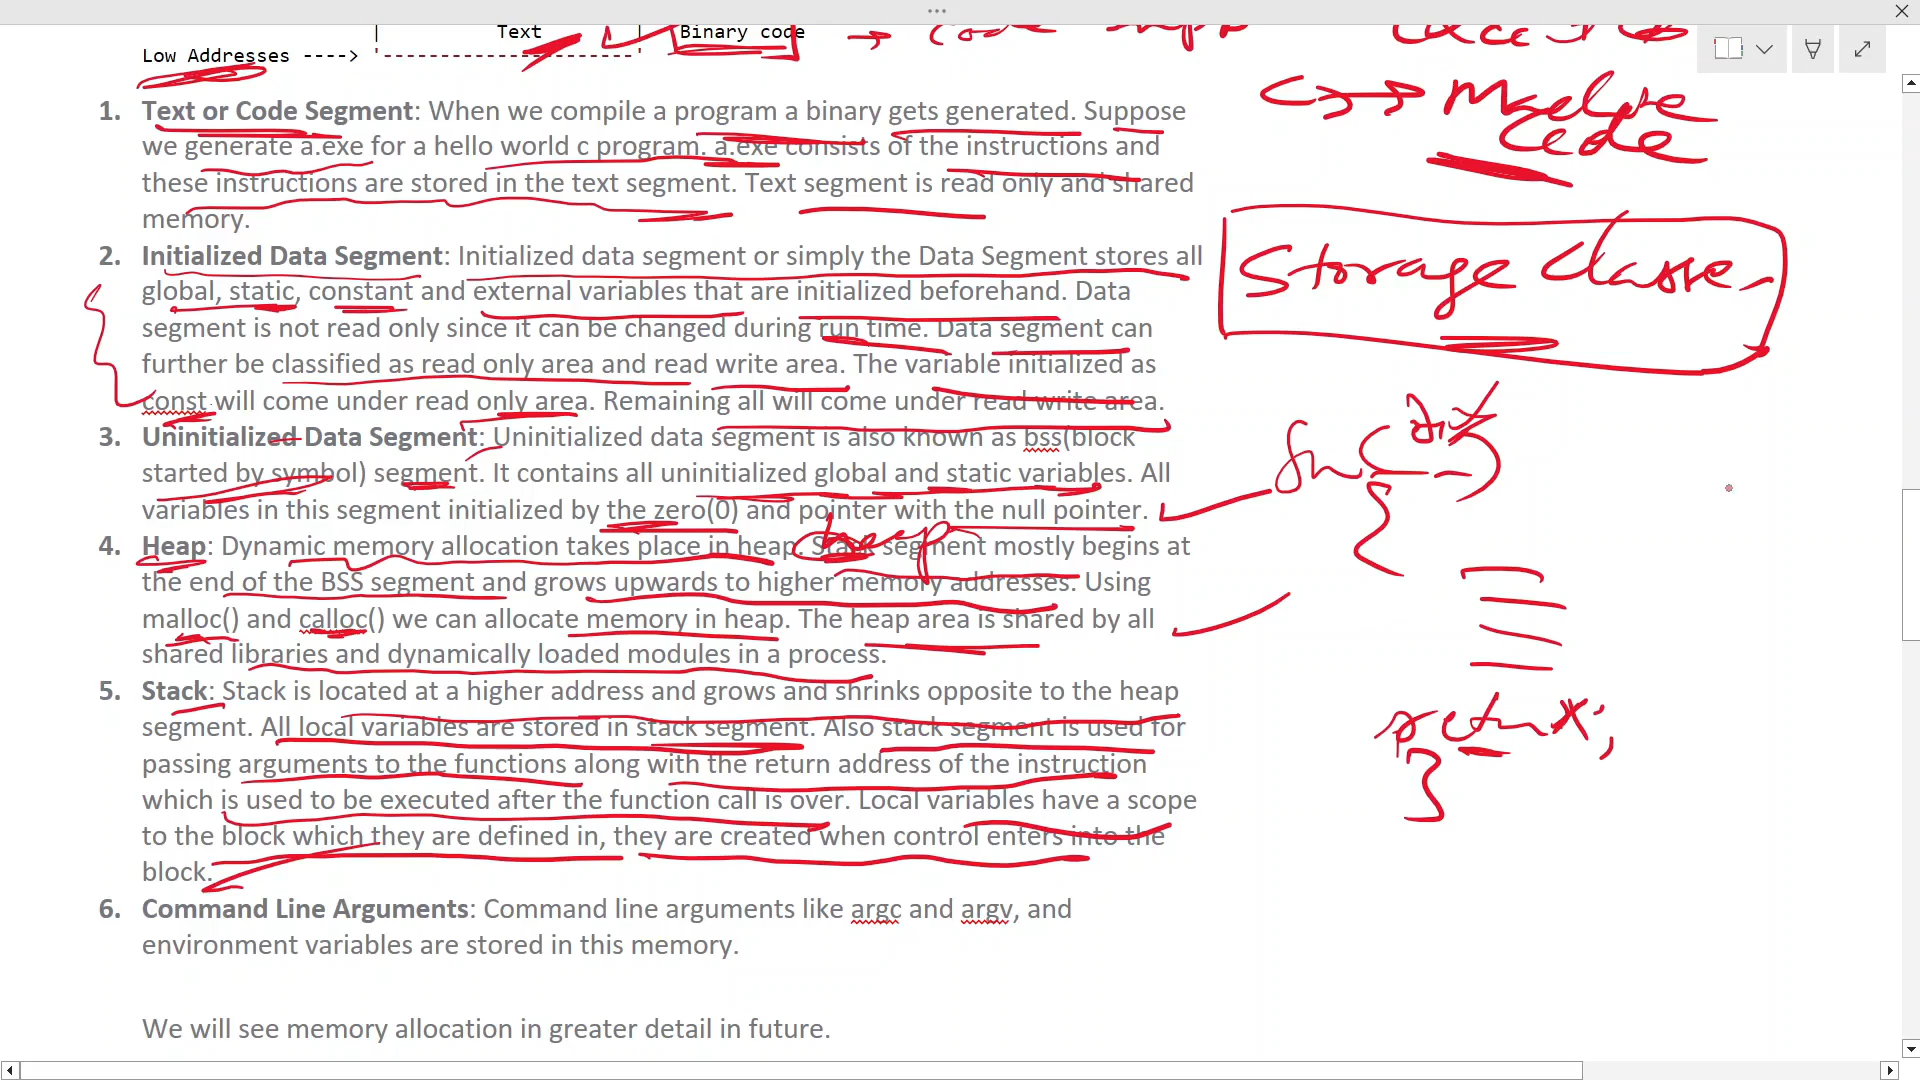 Text | Binary code
Low Addresses ----> '-----------------------'
C → Machine
Code
1. Text or Code Segment: When we compile a program a binary gets generated. Suppose
we generate a.exe for a hello world c program. a.exe consists of the instructions and
these instructions are stored in the text segment. Text segment is read only and shared
memory.
Storage Classes
2. Initialized Data Segment: Initialized data segment or simply the Data Segment stores all
global, static, constant and external variables that are initialized beforehand. Data
segment is not read only since it can be changed during run time. Data segment can
further be classified as read only area and read write area. The variable initialized as
const will come under read only area. Remaining all will come under read write area.
3. Uninitialized Data Segment: Uninitialized data segment is also known as bss(block
started by symbol) segment. It contains all uninitialized global and static variables. All
variables in this segment initialized by the zero(0) and pointer with the null pointer.
heap
4. Heap: Dynamic memory allocation takes place in heap. Stack segment mostly begins at
the end of the BSS segment and grows upwards to higher memory addresses. Using
malloc() and calloc() we can allocate memory in heap. The heap area is shared by all
shared libraries and dynamically loaded modules in a process.
5. Stack: Stack is located at a higher address and grows and shrinks opposite to the heap
segment. All local variables are stored in stack segment. Also stack segment is used for
passing arguments to the functions along with the return address of the instruction
which is used to be executed after the function call is over. Local variables have a scope
to the block which they are defined in, they are created when control enters into the
block.
return x;
}
6. Command Line Arguments: Command line arguments like argc and argv, and
environment variables are stored in this memory.
We will see memory allocation in greater detail in future.